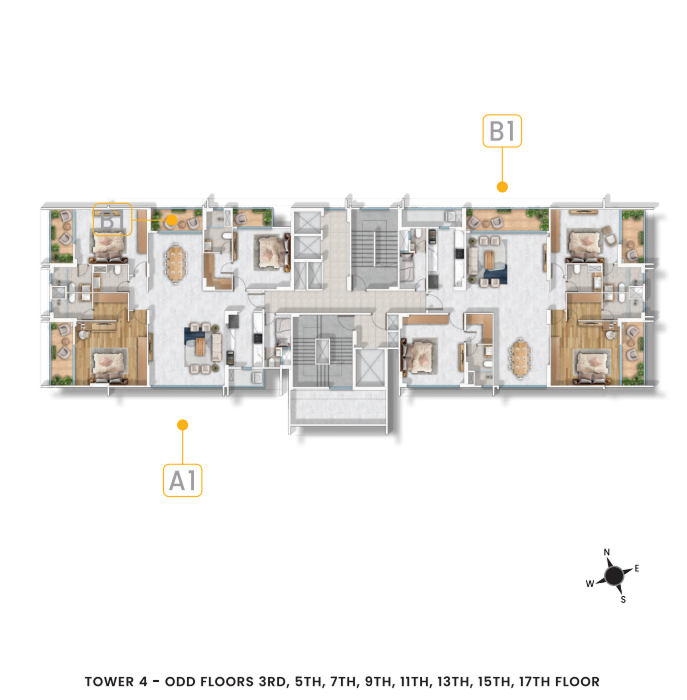 B1
A1
N
E
W
S
TOWER 4 - ODD FLOORS 3RD, 5TH, 7TH, 9TH, 11TH, 13TH, 15TH, 17TH FLOOR